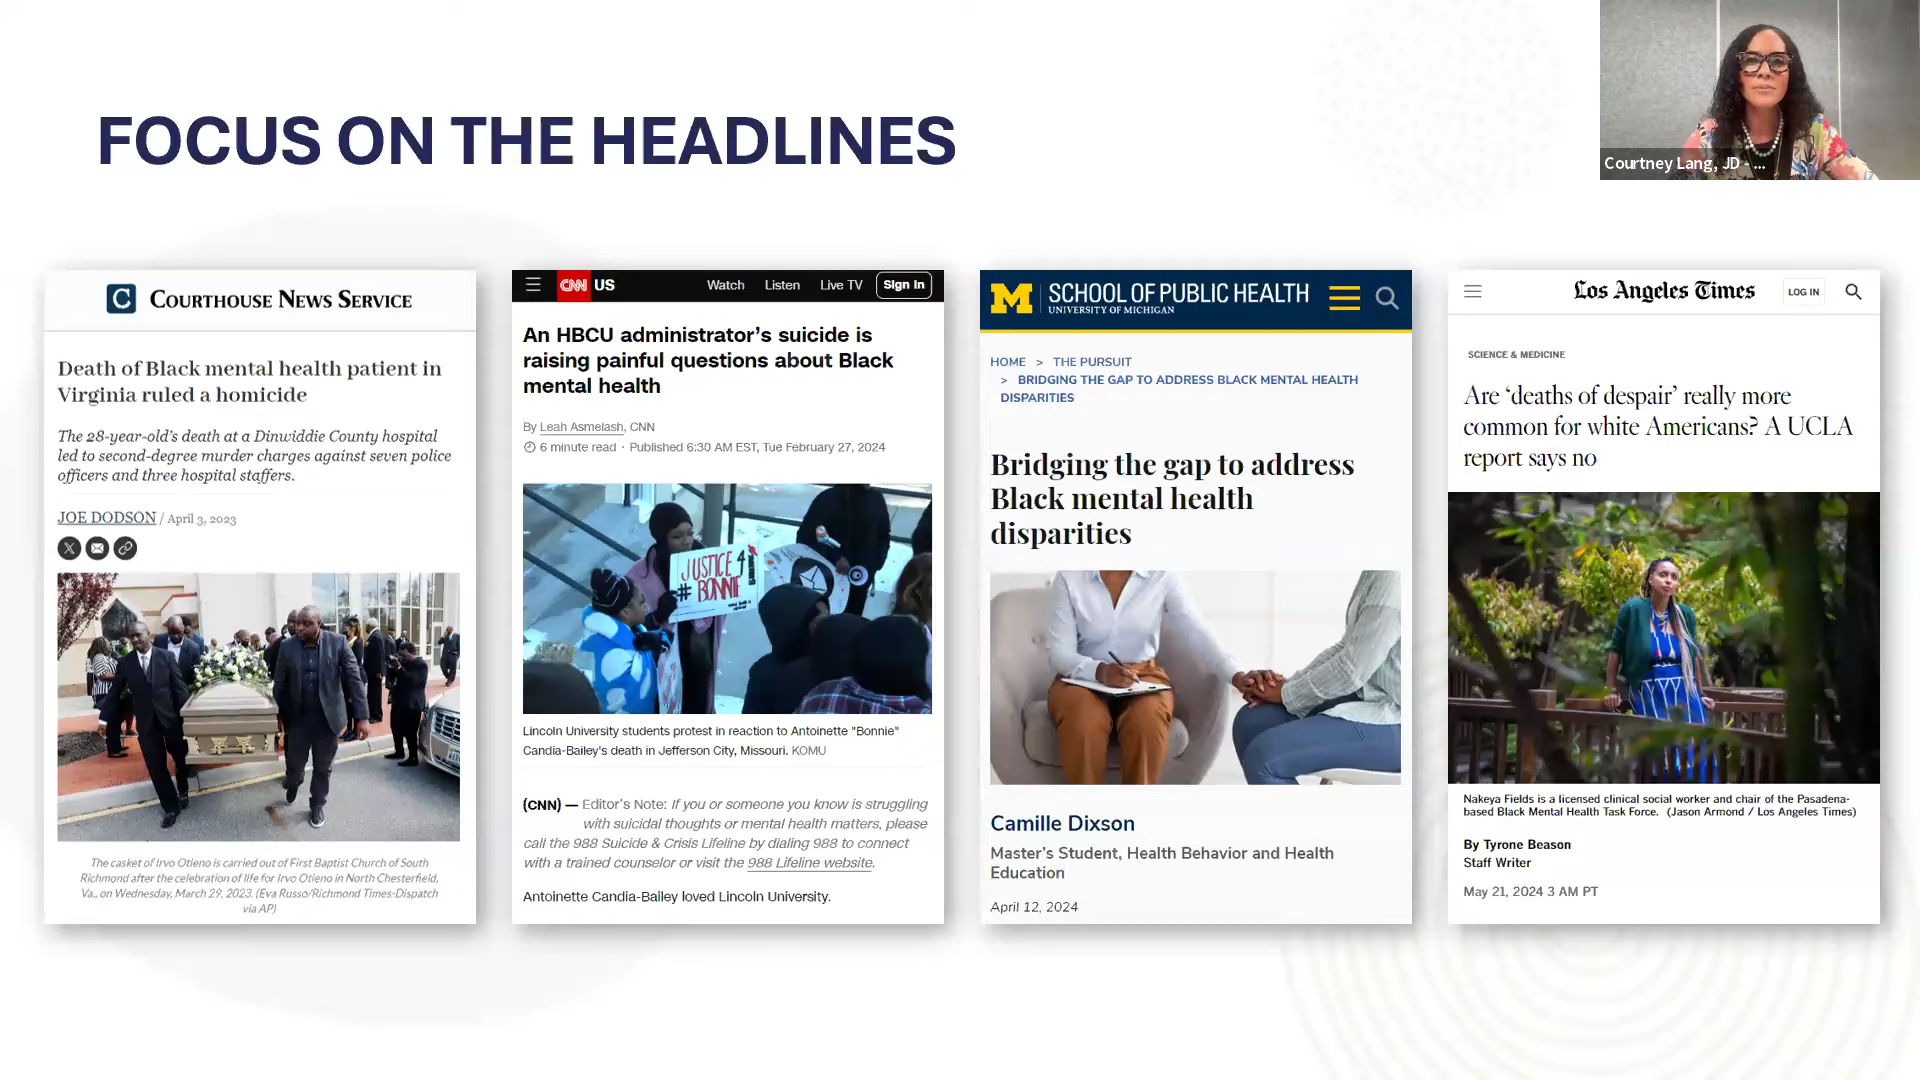 FOCUS ON THE HEADLINES
Courtney Lang, JD - ...
C COURTHOUSE NEWS SERVICE
Death of Black mental health patient in
Virginia ruled a homicide
The 28-year-old's death at a Dinwiddie County hospital
led to second-degree murder charges against seven police
officers and three hospital staffers.
JOE DODSON / April 3, 2023
The casket of Irvo Otieno is carried out of First Baptist Church of South
Richmond after the celebration of life for Irvo Otieno in North Chesterfield,
Va., on Wednesday, March 29, 2023. (Eva Russo/Richmond Times-Dispatch
via AP)
CNN US Watch Listen Live TV Sign In
An HBCU administrator's suicide is
raising painful questions about Black
mental health
By Leah Asmelash, CNN
6 minute read · Published 6:30 AM EST, Tue February 27, 2024
JUSTICE 4
# BONNIE
Lincoln University students protest in reaction to Antoinette "Bonnie"
Candia-Bailey's death in Jefferson City, Missouri. KOMU
(CNN) — Editor's Note: If you or someone you know is struggling
with suicidal thoughts or mental health matters, please
call the 988 Suicide & Crisis Lifeline by dialing 988 to connect
with a trained counselor or visit the 988 Lifeline website.
Antoinette Candia-Bailey loved Lincoln University.
M SCHOOL OF PUBLIC HEALTH
UNIVERSITY OF MICHIGAN
HOME > THE PURSUIT
> BRIDGING THE GAP TO ADDRESS BLACK MENTAL HEALTH
DISPARITIES
Bridging the gap to address
Black mental health
disparities
Camille Dixson
Master's Student, Health Behavior and Health
Education
April 12, 2024
Los Angeles Times LOG IN
SCIENCE & MEDICINE
Are ‘deaths of despair’ really more
common for white Americans? A UCLA
report says no
Nakeya Fields is a licensed clinical social worker and chair of the Pasadena-
based Black Mental Health Task Force. (Jason Armond / Los Angeles Times)
By Tyrone Beason
Staff Writer
May 21, 2024 3 AM PT